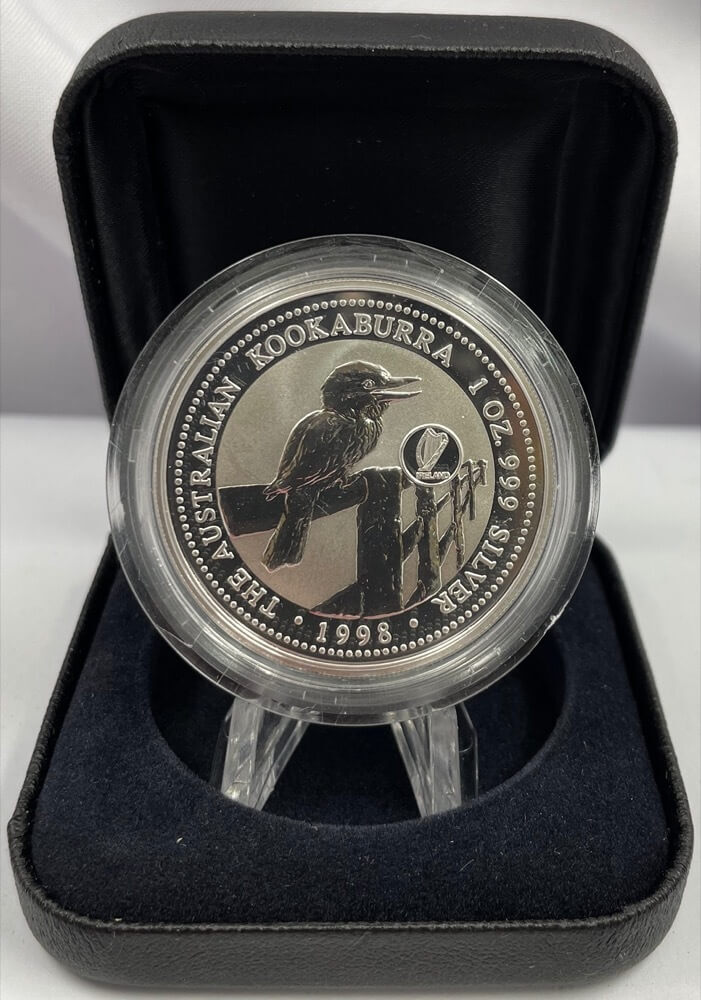 THE AUSTRALIAN KOOKABURRA 1 OZ. 999 SILVER
IRELAND
• 1998 •